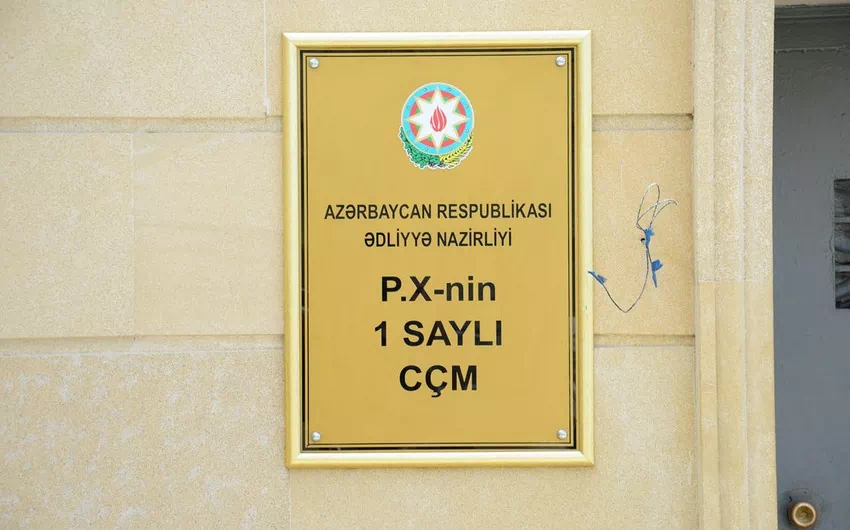 AZƏRBAYCAN RESPUBLİKASI
ƏDLİYYƏ NAZİRLİYİ
P.X-nin
1 SAYLI
CÇM